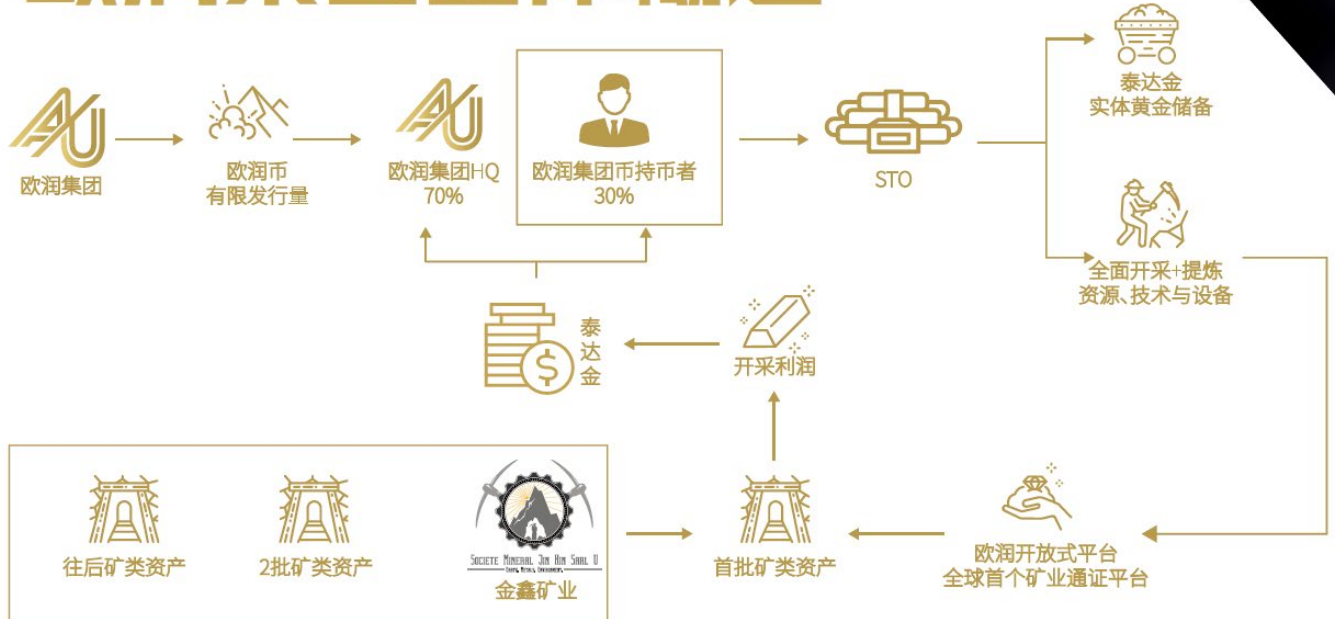 泰达金
实体黄金储备
欧润集团
欧润币
有限发行量
欧润集团HQ
70%
欧润集团币持币者
30%
STO
全面开采+提炼
资源、技术与设备
泰达金
开采利润
往后矿类资产
2批矿类资产
SOCIETE MINERAL JIN HIN SARL U
金鑫矿业
首批矿类资产
欧润开放式平台
全球首个矿业通证平台